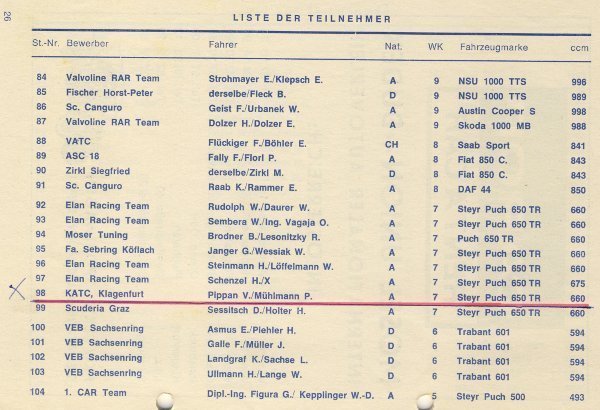 26
LISTE DER TEILNEHMER
St.-Nr. Bewerber Fahrer Nat. WK Fahrzeugmarke ccm
84 Valvoline RAR Team Strohmayer E./Klepsch E. A 9 NSU 1000 TTS 996
85 Fischer Horst-Peter derselbe/Fleck B. D 9 NSU 1000 TTS 989
86 Sc. Canguro Geist F./Urbanek W. A 9 Austin Cooper S 998
87 Valvoline RAR Team Dolzer H./Dolzer E. A 9 Skoda 1000 MB 988
88 VATC Flückiger F./Böhler E. CH 8 Saab Sport 841
89 ASC 18 Fally F./Florl P. A 8 Fiat 850 C. 843
90 Zirkl Siegfried derselbe/Zirkl M. D 8 Fiat 850 C. 843
91 Sc. Canguro Raab K./Rammer E. A 8 DAF 44 850
92 Elan Racing Team Rudolph W./Daurer W. A 7 Steyr Puch 650 TR 660
93 Elan Racing Team Sembera W./Ing. Vagaja O. A 7 Steyr Puch 650 TR 660
94 Moser Tuning Brodner B./Lesonitzky R. A 7 Puch 650 TR 660
95 Fa. Sebring Köflach Janger G./Wessiak W. A 7 Steyr Puch 650 TR 660
96 Elan Racing Team Steinmann H./Löffelmann W. A 7 Steyr Puch 650 TR 660
97 Elan Racing Team Schenzel H./X A 7 Steyr Puch 650 TR 675
98 KATC, Klagenfurt Pippan V./Mühlmann P. A 7 Steyr Puch 650 TR 660
99 Scuderia Graz Sessitsch D./Holter H. A 7 Steyr Puch 650 TR 660
100 VEB Sachsenring Asmus E./Piehler H. D 6 Trabant 601 594
101 VEB Sachsenring Galle F./Müller J. D 6 Trabant 601 594
102 VEB Sachsenring Landgraf K./Sachse L. D 6 Trabant 601 594
103 VEB Sachsenring Ullmann H./Lange W. D 6 Trabant 601 594
104 1. CAR Team Dipl.-Ing. Figura G./ Kepplinger W.-D. A 5 Steyr Puch 500 493